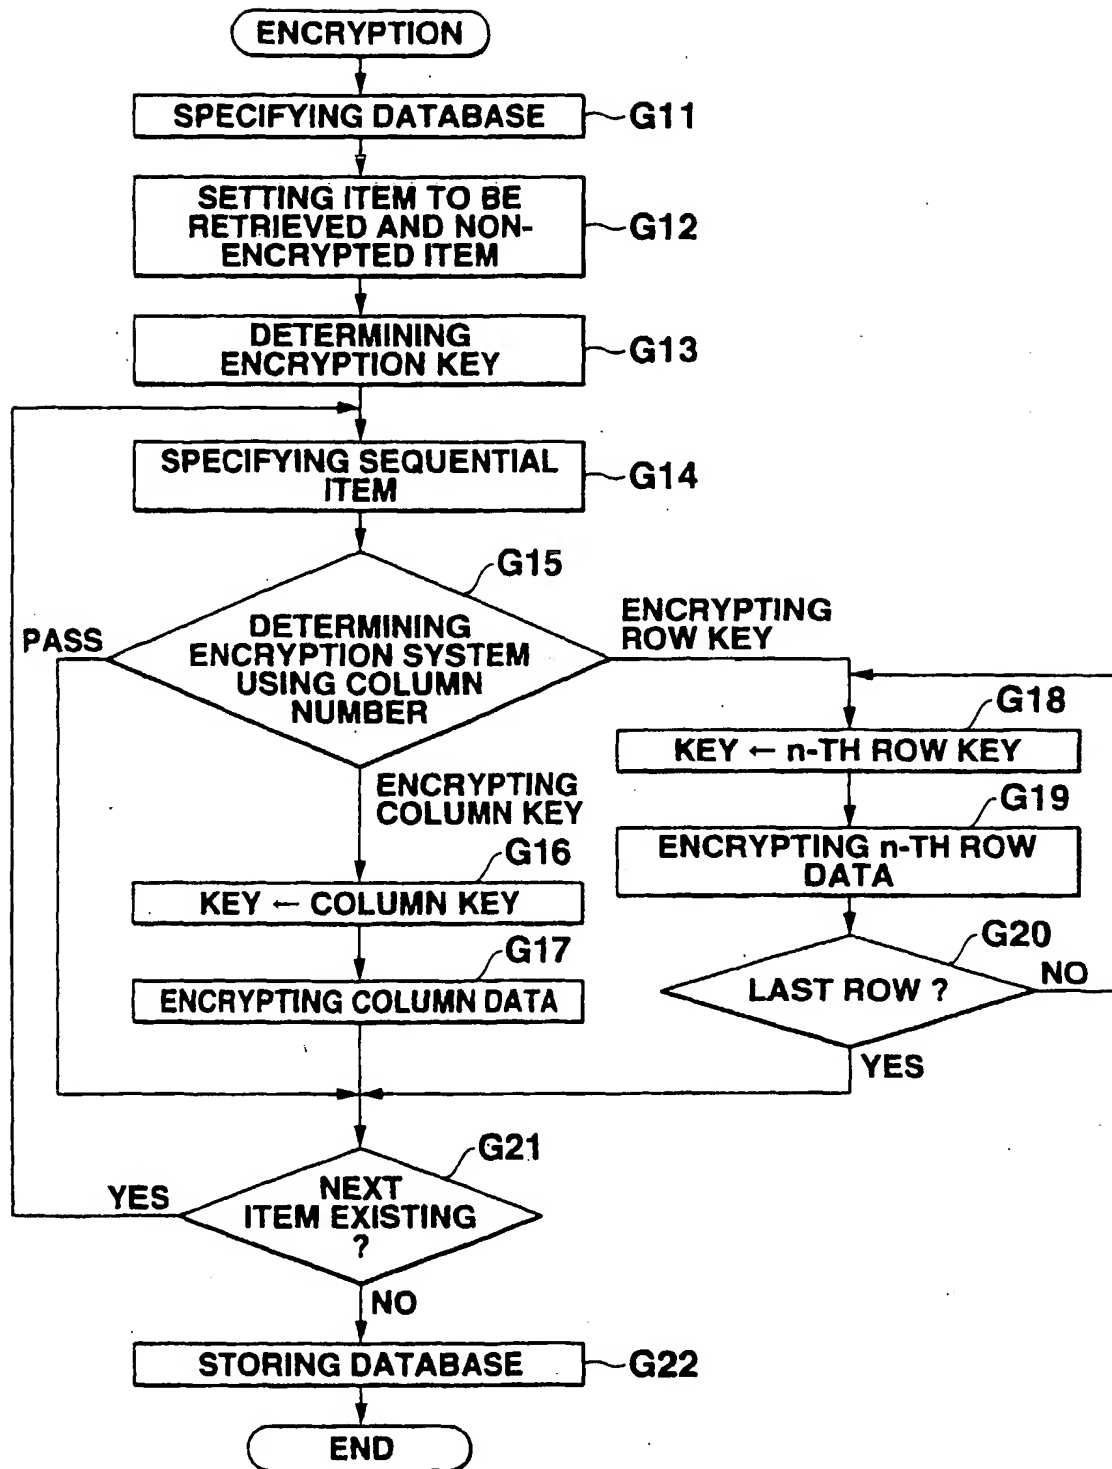 ENCRYPTION
SPECIFYING DATABASE
G11
SETTING ITEM TO BE
RETRIEVED AND NON-
ENCRYPTED ITEM
G12
DETERMINING
ENCRYPTION KEY
G13
SPECIFYING SEQUENTIAL
ITEM
G14
G15
DETERMINING
ENCRYPTION SYSTEM
USING COLUMN
NUMBER
PASS
ENCRYPTING
ROW KEY
ENCRYPTING
COLUMN KEY
G16
KEY ← COLUMN KEY
G17
ENCRYPTING COLUMN DATA
G18
KEY ← n-TH ROW KEY
G19
ENCRYPTING n-TH ROW
DATA
G20
LAST ROW ?
NO
YES
G21
NEXT
ITEM EXISTING
?
YES
NO
STORING DATABASE
G22
END